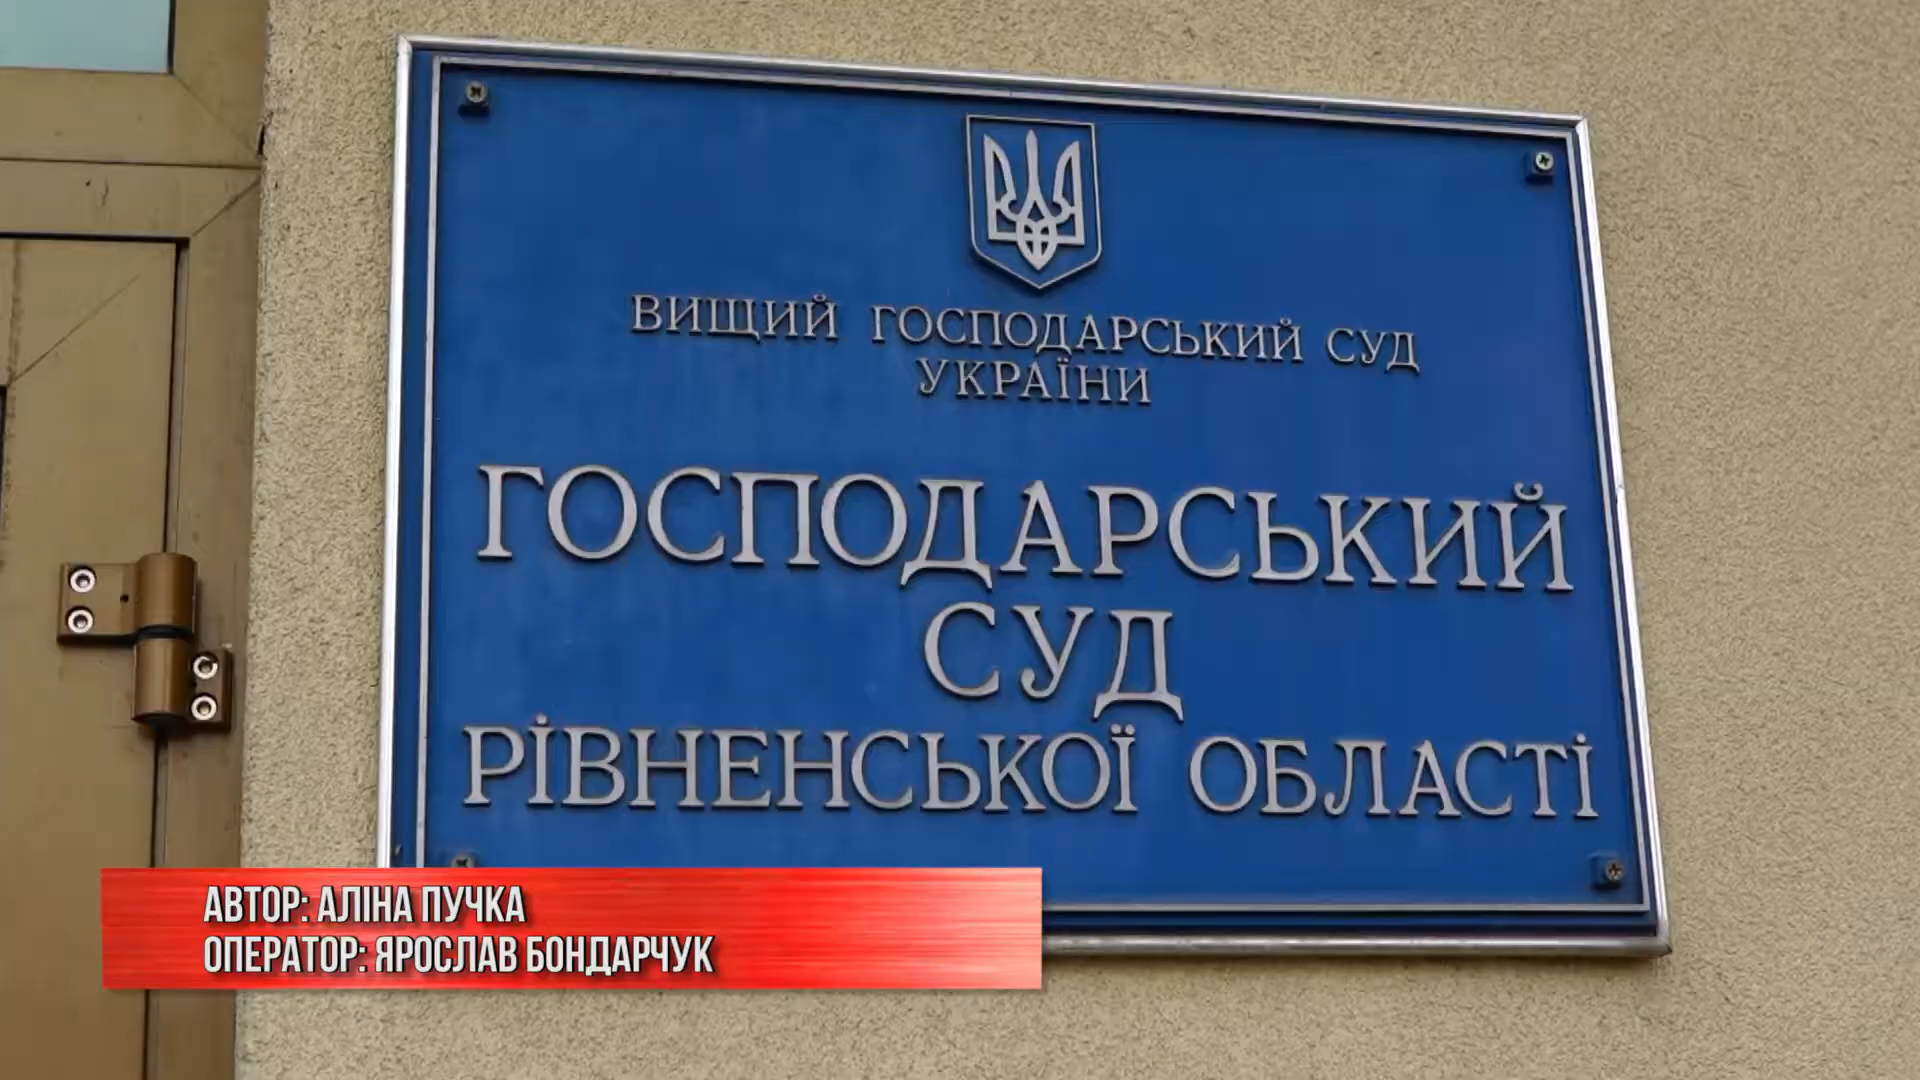 ВИЩИЙ ГОСПОДАРСЬКИЙ СУД
УКРАЇНИ
ГОСПОДАРСЬКИЙ
СУД
РІВНЕНСЬКОЇ ОБЛАСТІ
АВТОР: АЛІНА ПУЧКА
ОПЕРАТОР: ЯРОСЛАВ БОНДАРЧУК